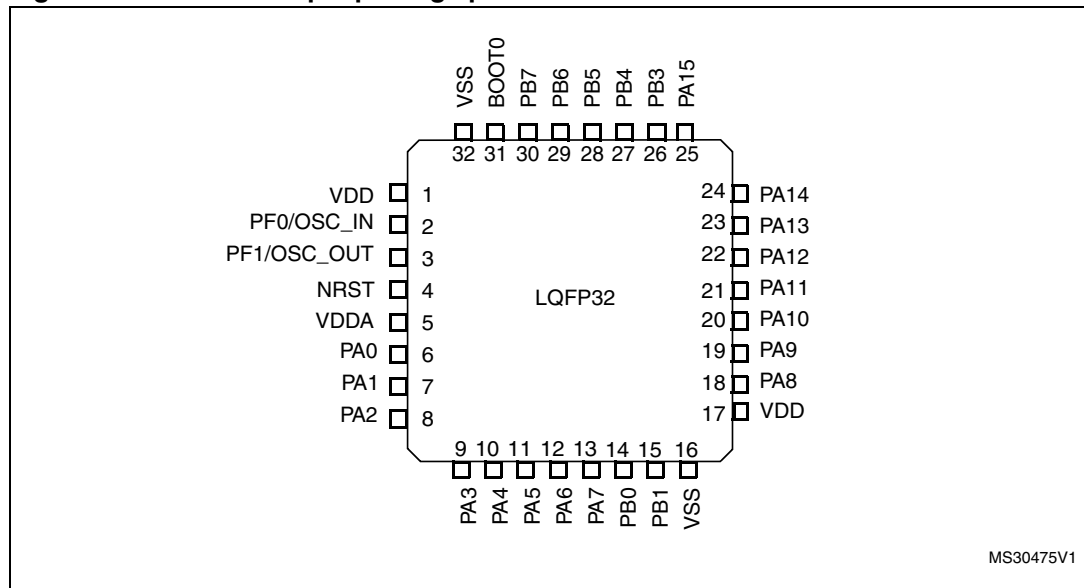 VSS
BOOT0
PB7
PB6
PB5
PB4
PB3
PA15
32 31 30 29 28 27 26 25
VDD 1
PF0/OSC_IN 2
PF1/OSC_OUT 3
NRST 4
VDDA 5
PA0 6
PA1 7
PA2 8
LQFP32
24 PA14
23 PA13
22 PA12
21 PA11
20 PA10
19 PA9
18 PA8
17 VDD
9 10 11 12 13 14 15 16
PA3
PA4
PA5
PA6
PA7
PB0
PB1
VSS
MS30475V1